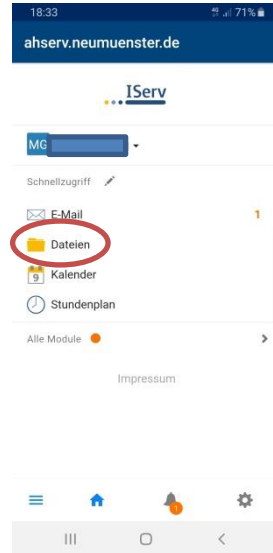 18:33 71%
ahserv.neumuenster.de
IServ
MG
Schnellzugriff
E-Mail 1
Dateien
9 Kalender
Stundenplan
Alle Module
Impressum
1